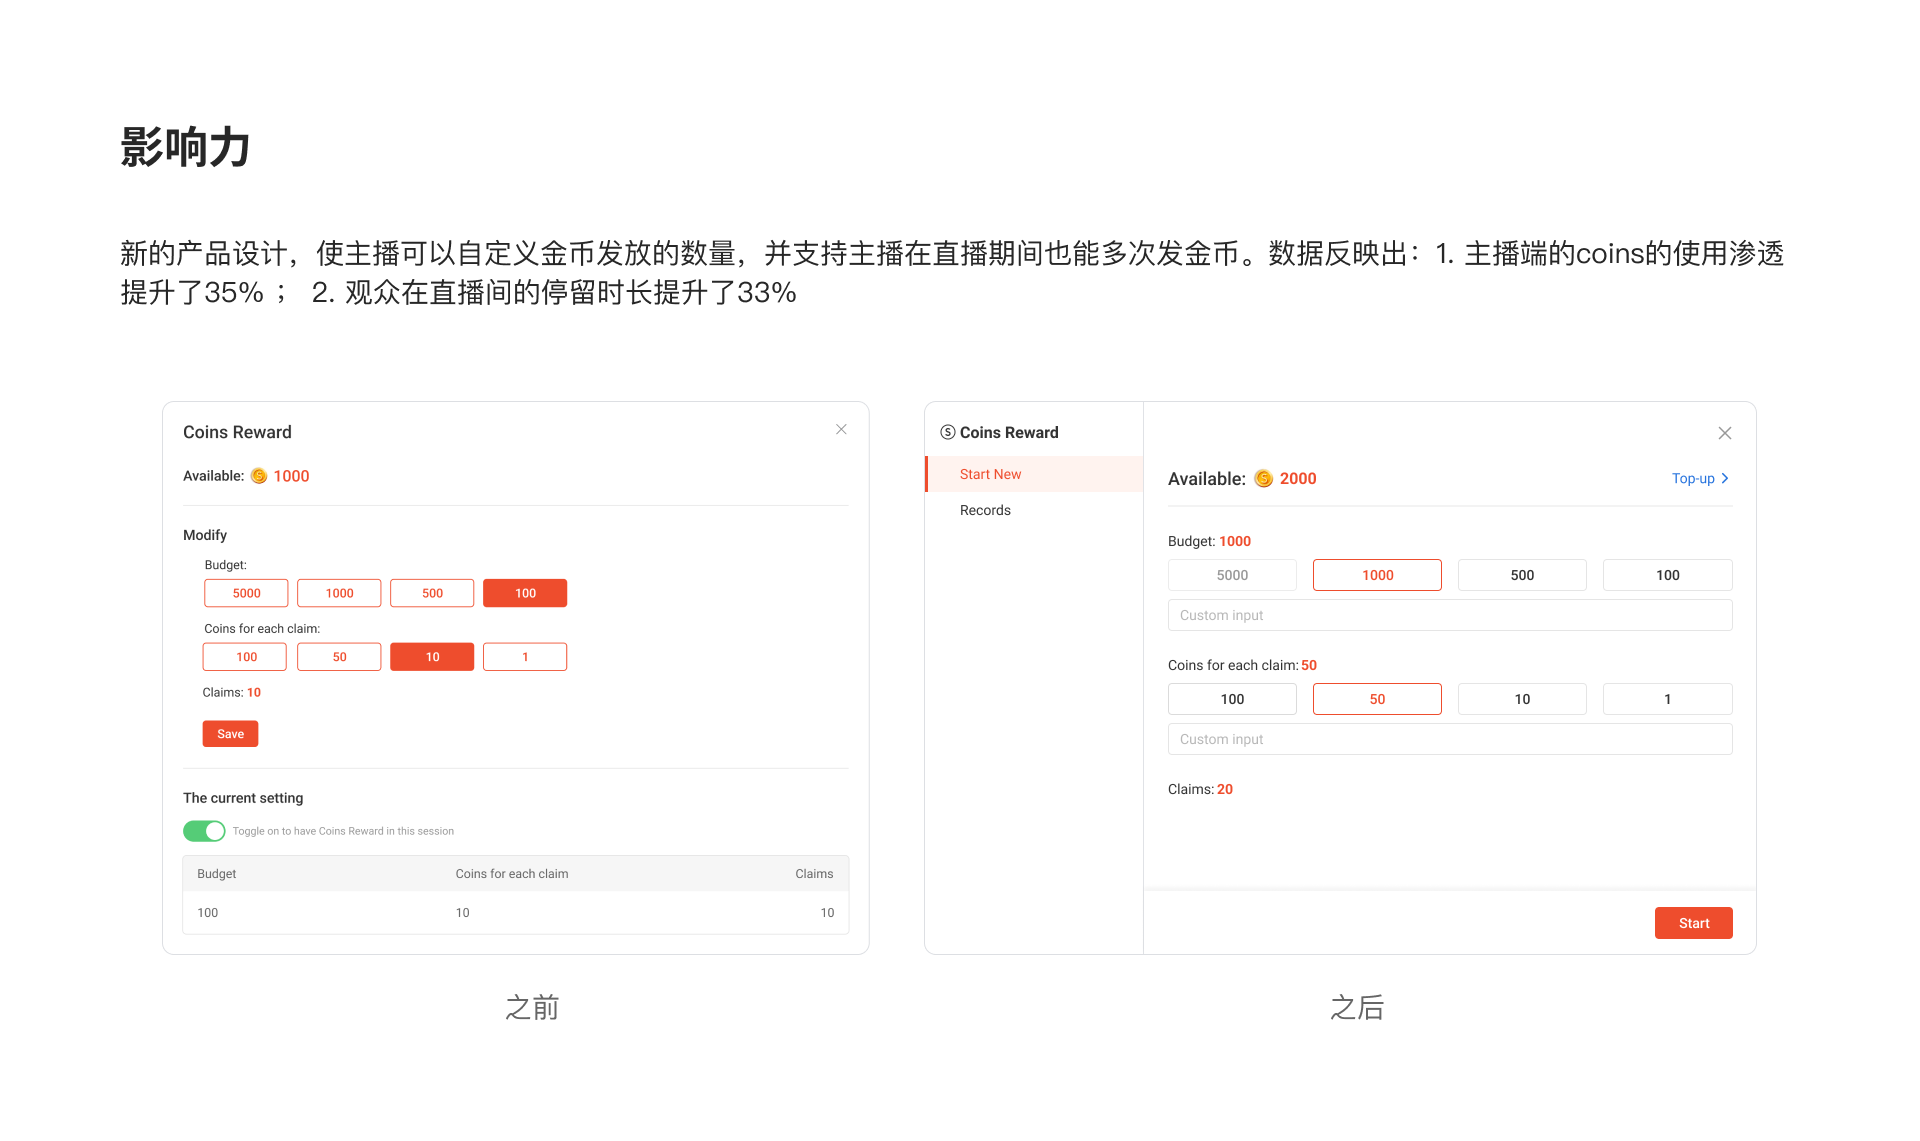 影响力
新的产品设计，使主播可以自定义金币发放的数量，并支持主播在直播期间也能多次发金币。数据反映出：1. 主播端的coins的使用渗透
提升了35% ； 2. 观众在直播间的停留时长提升了33%
Coins Reward
Available: 1000
Modify
Budget:
5000 1000 500 100
Coins for each claim:
100 50 10 1
Claims: 10
Save
The current setting
Toggle on to have Coins Reward in this session
Budget Coins for each claim Claims
100 10 10
之前
Coins Reward
Start New
Records
Available: 2000 Top-up
Budget: 1000
5000 1000 500 100
Custom input
Coins for each claim: 50
100 50 10 1
Custom input
Claims: 20
Start
之后